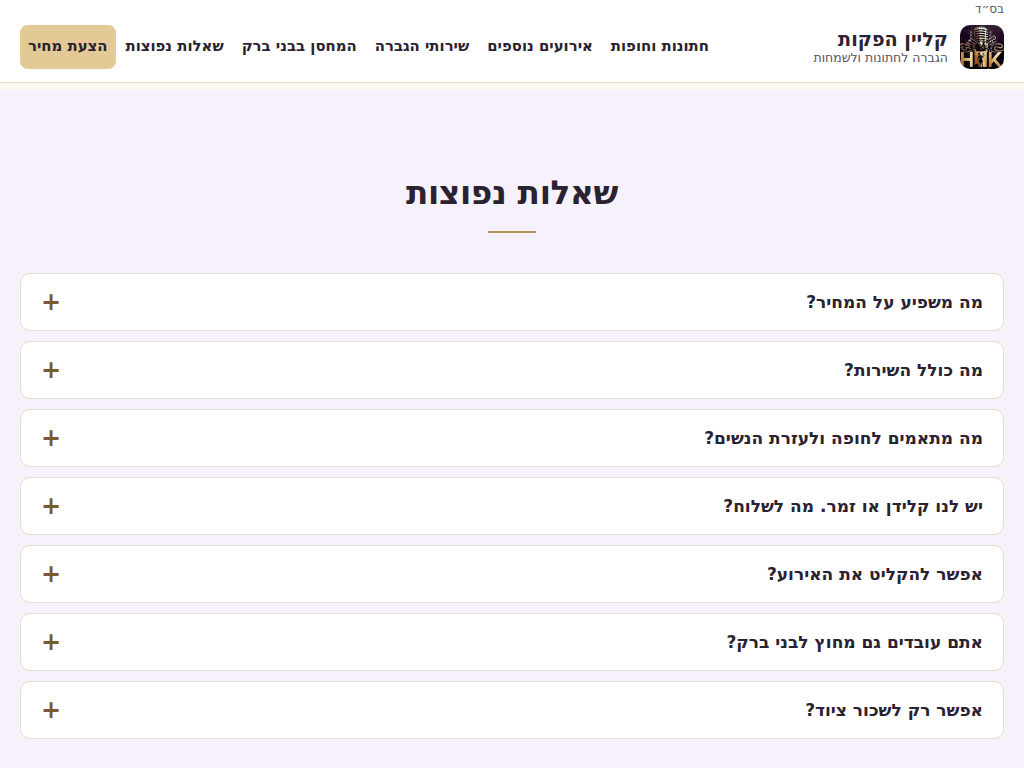 בס״ד
HNK
קליין הפקות
הגברה לחתונות ולשמחות
חתונות וחופות
אירועים נוספים
שירותי הגברה
המחסן בבני ברק
שאלות נפוצות
הצעת מחיר
שאלות נפוצות
מה משפיע על המחיר?
מה כולל השירות?
מה מתאמים לחופה ולעזרת הנשים?
יש לנו קלידן או זמר. מה לשלוח?
אפשר להקליט את האירוע?
אתם עובדים גם מחוץ לבני ברק?
אפשר רק לשכור ציוד?